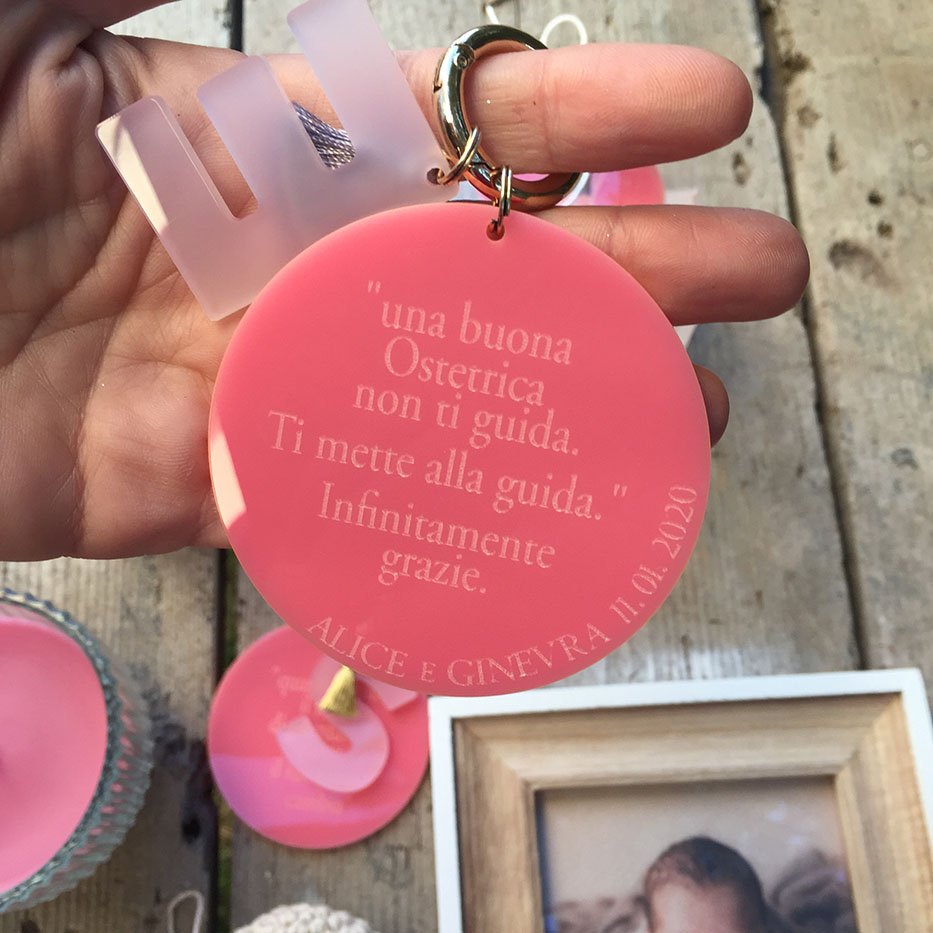 "una buona
Ostetrica
non ti guida.
Ti mette alla guida."
Infinitamente
grazie.
ALICE E GINEVRA 11.01.2020